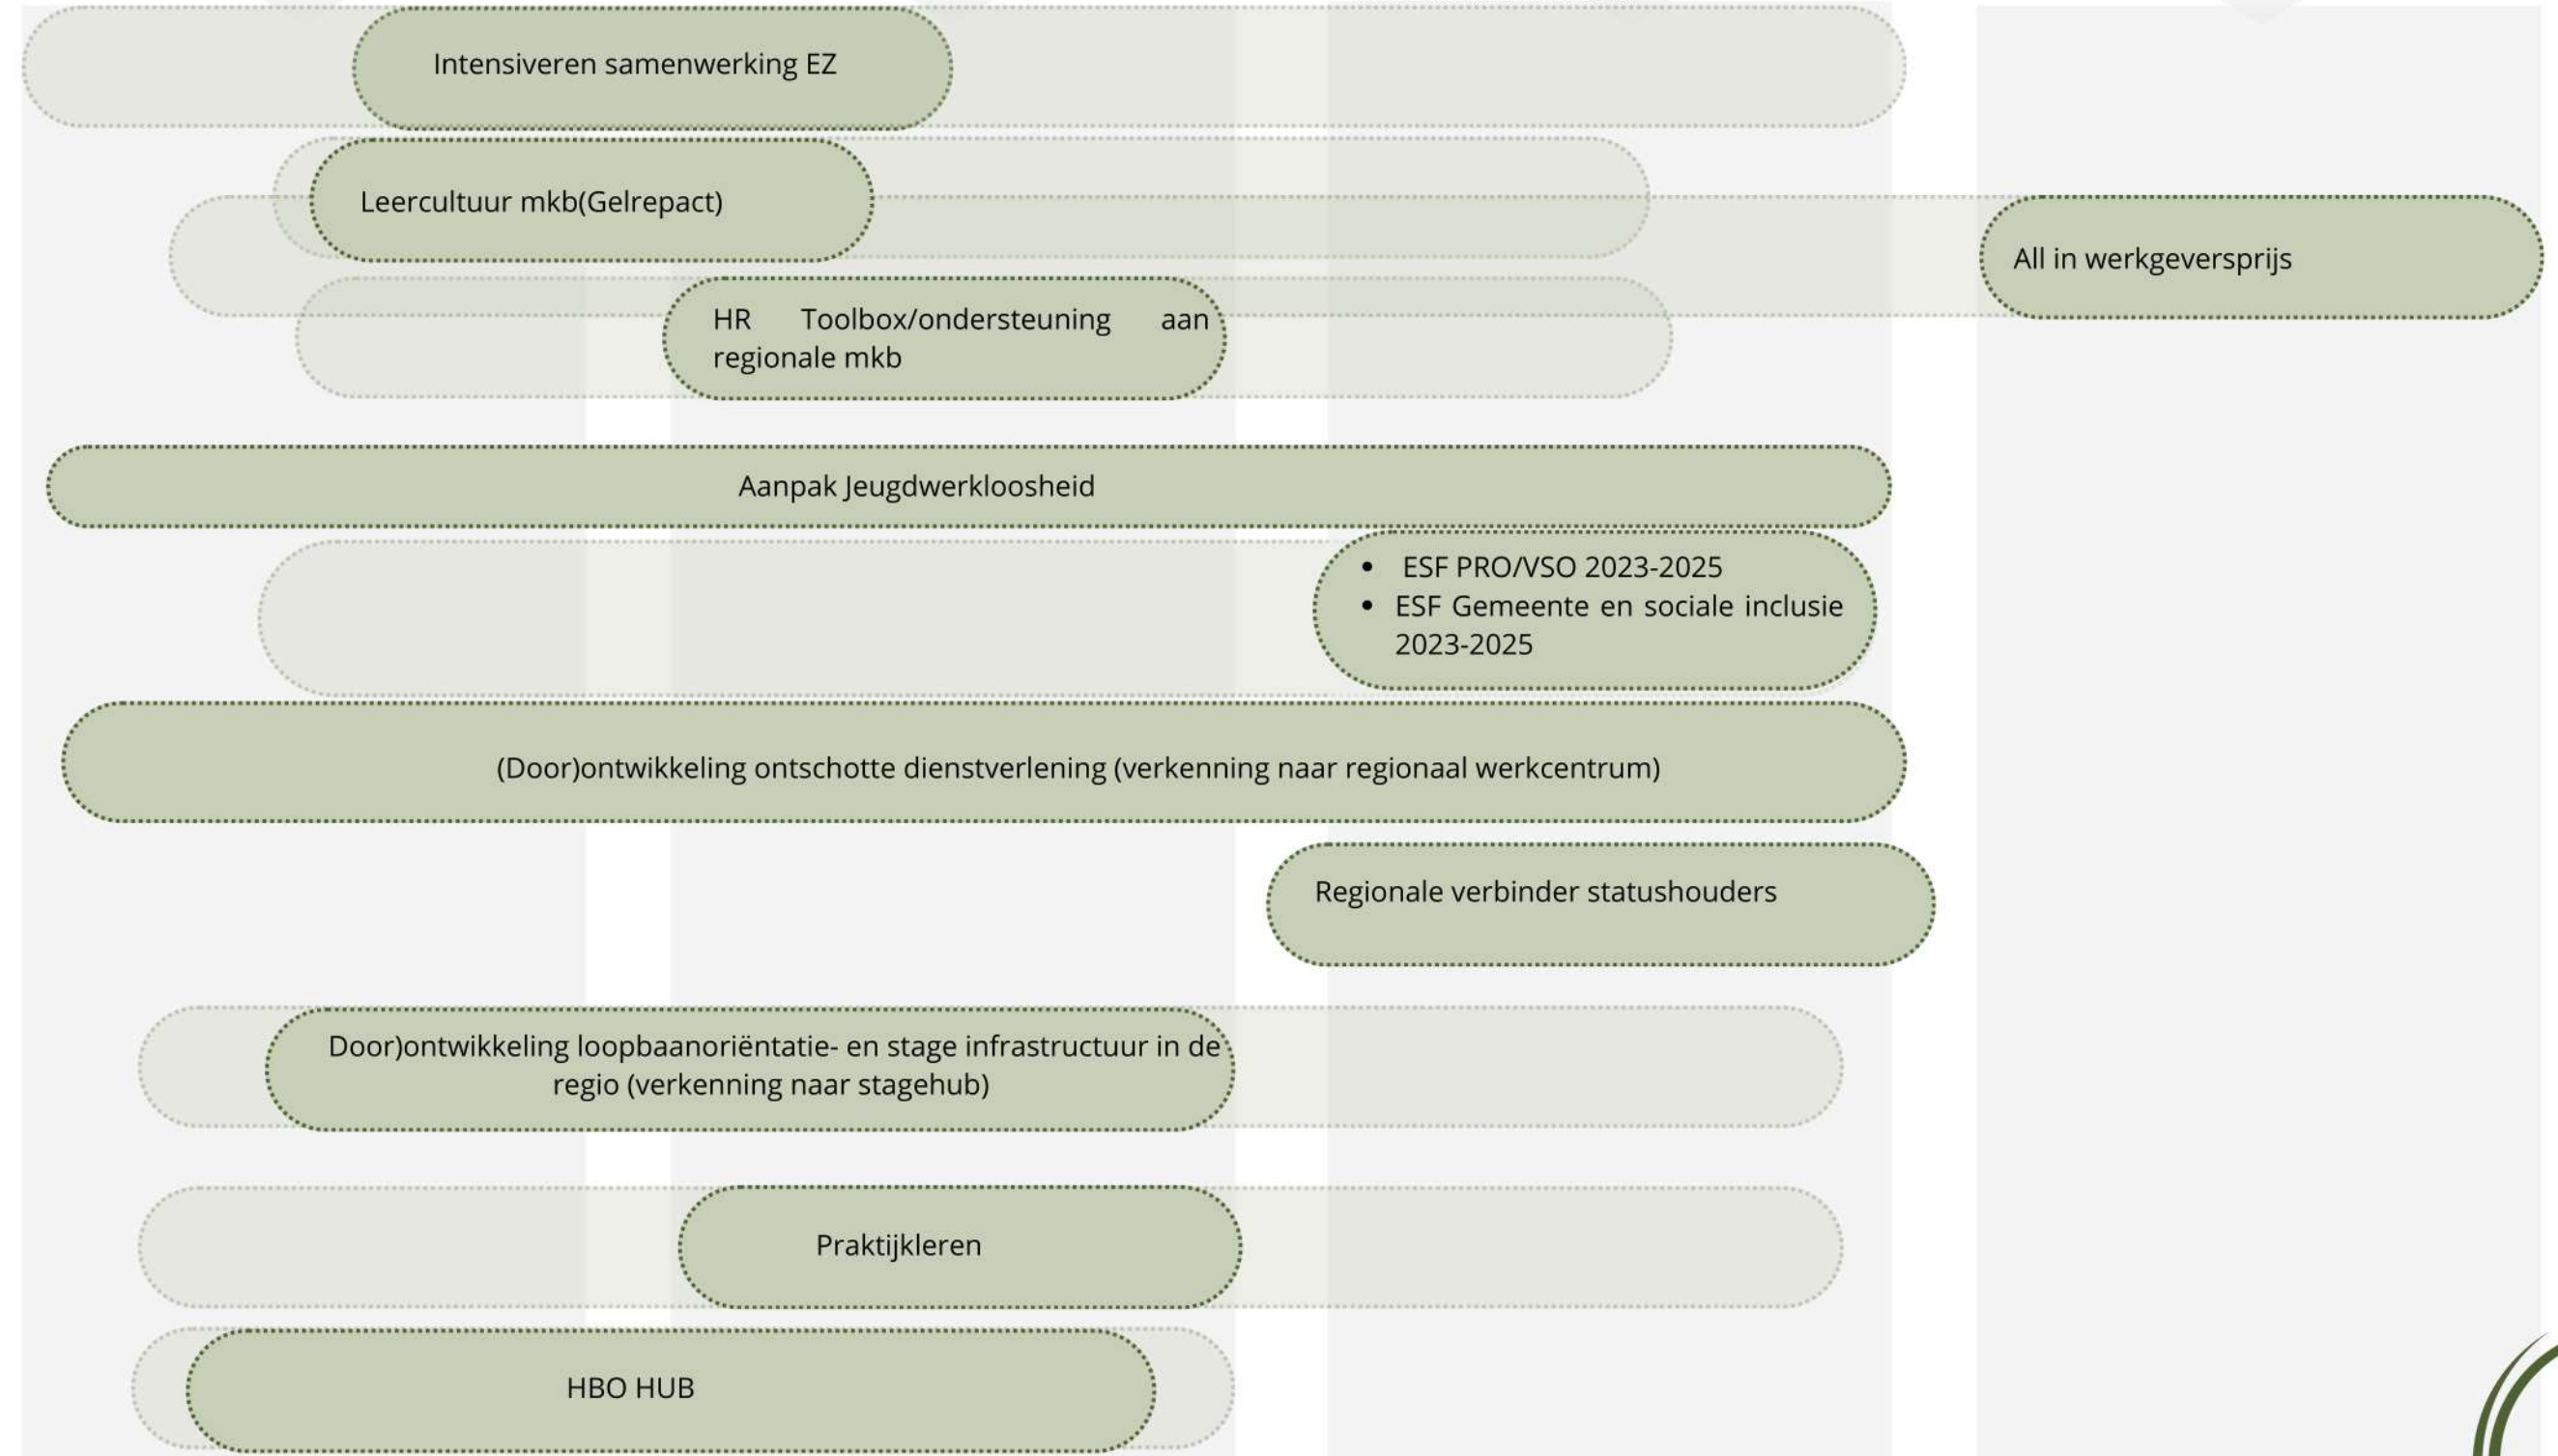 Intensiveren samenwerking EZ
Leercultuur mkb(Gelrepact)
All in werkgeversprijs
HR Toolbox/ondersteuning aan
regionale mkb
Aanpak Jeugdwerkloosheid
• ESF PRO/VSO 2023-2025
• ESF Gemeente en sociale inclusie
2023-2025
(Door)ontwikkeling ontschotte dienstverlening (verkenning naar regionaal werkcentrum)
Regionale verbinder statushouders
Door)ontwikkeling loopbaanoriëntatie- en stage infrastructuur in de
regio (verkenning naar stagehub)
Praktijkleren
HBO HUB